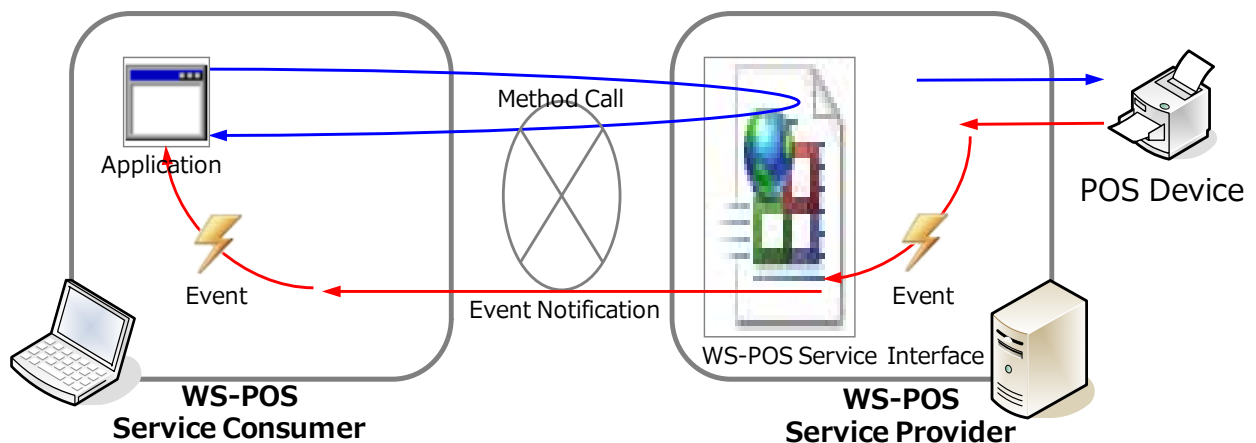 Method Call
Application
POS Device
Event
Event Notification
Event
WS-POS Service Interface
WS-POS
Service Consumer
WS-POS
Service Provider